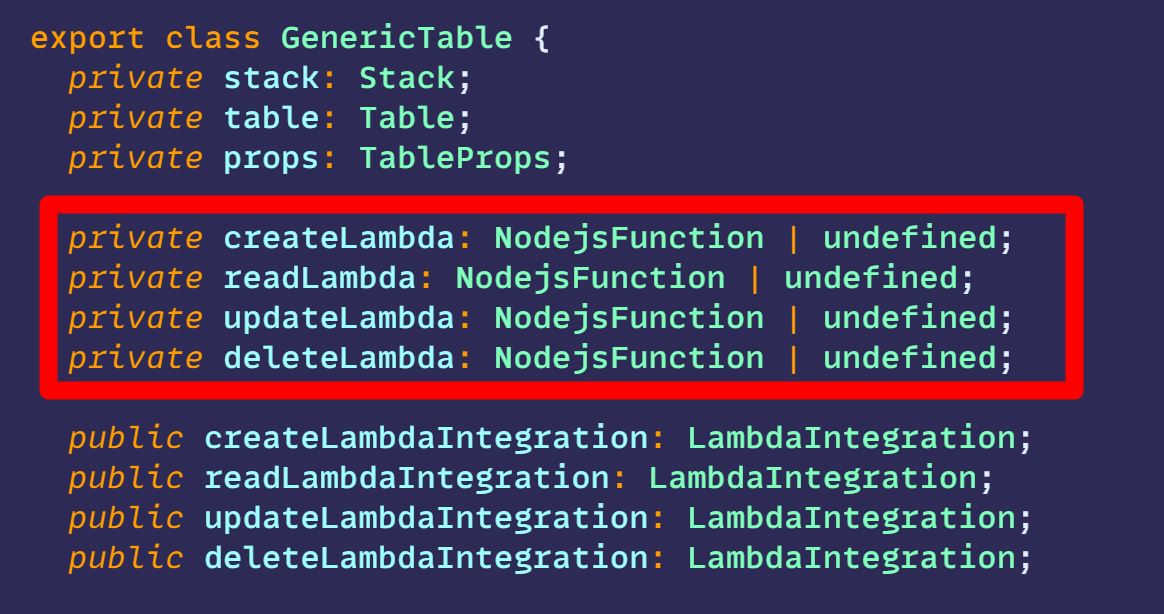 export class GenericTable {
private stack: Stack;
private table: Table;
private props: TableProps;
private createLambda: NodejsFunction | undefined;
private readLambda: NodejsFunction | undefined;
private updateLambda: NodejsFunction | undefined;
private deleteLambda: NodejsFunction | undefined;
public createLambdaIntegration: LambdaIntegration;
public readLambdaIntegration: LambdaIntegration;
public updateLambdaIntegration: LambdaIntegration;
public deleteLambdaIntegration: LambdaIntegration;